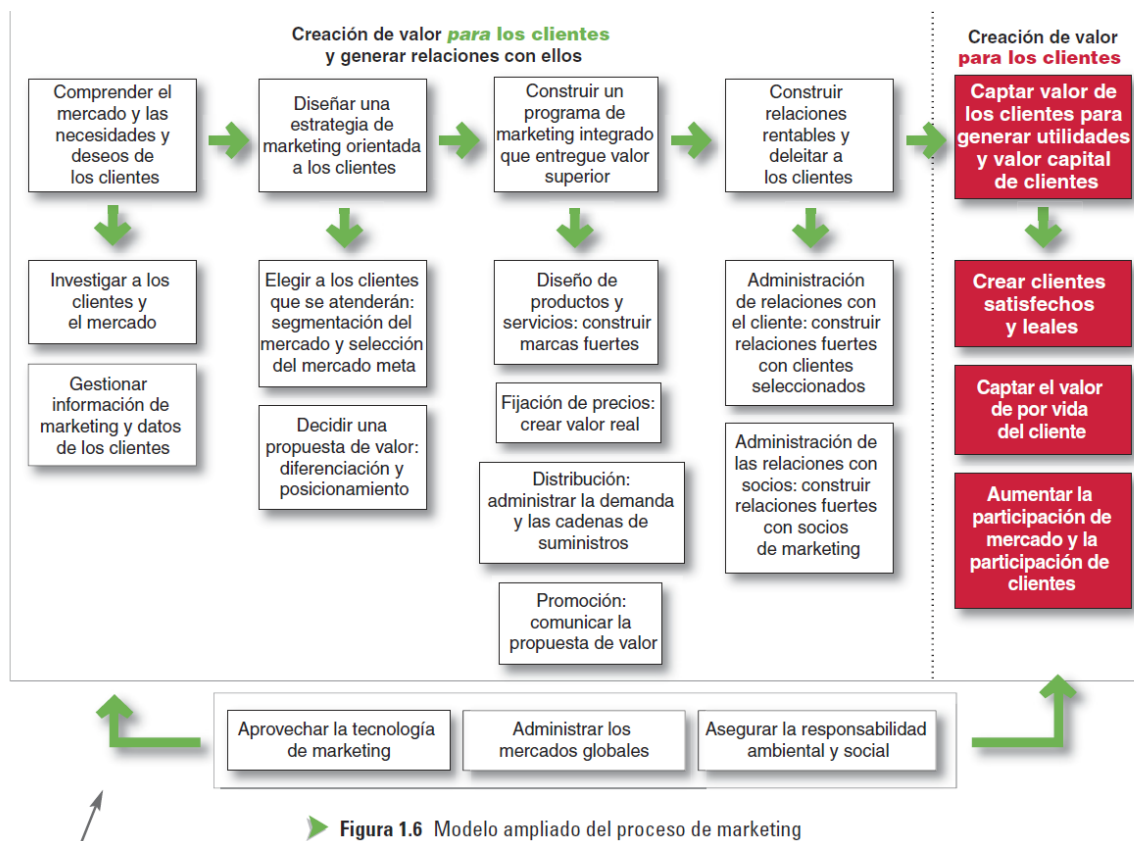 Creación de valor para los clientes
y generar relaciones con ellos
Creación de valor
para los clientes
Comprender el
mercado y las
necesidades y
deseos de
los clientes
Diseñar una
estrategia de
marketing orientada
a los clientes
Construir un
programa de
marketing integrado
que entregue valor
superior
Construir
relaciones
rentables y
deleitar a
los clientes
Captar valor de
los clientes para
generar utilidades
y valor capital
de clientes
Investigar a los
clientes y
el mercado
Gestionar
información de
marketing y datos
de los clientes
Elegir a los clientes
que se atenderán:
segmentación del
mercado y selección
del mercado meta
Decidir una
propuesta de valor:
diferenciación y
posicionamiento
Diseño de
productos y
servicios: construir
marcas fuertes
Fijación de precios:
crear valor real
Distribución:
administrar la demanda
y las cadenas de
suministros
Promoción:
comunicar la
propuesta de valor
Administración
de relaciones con
el cliente: construir
relaciones fuertes
con clientes
seleccionados
Administración de
las relaciones con
socios: construir
relaciones fuertes
con socios
de marketing
Crear clientes
satisfechos
y leales
Captar el valor
de por vida
del cliente
Aumentar la
participación de
mercado y la
participación de
clientes
Aprovechar la tecnología
de marketing
Administrar los
mercados globales
Asegurar la responsabilidad
ambiental y social
Figura 1.6 Modelo ampliado del proceso de marketing